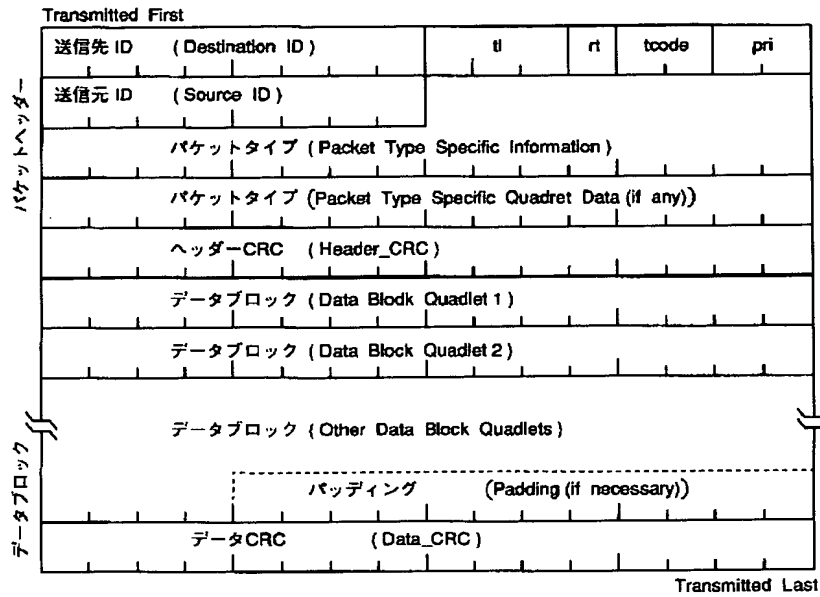 Transmitted First
送信先 ID (Destination ID) tl rt tcode pri
送信元 ID (Source ID)
パケットタイプ (Packet Type Specific Information)
パケットタイプ (Packet Type Specific Quadret Data (if any))
ヘッダーCRC (Header_CRC)
データブロック (Data Blodk Quadlet 1)
データブロック (Data Block Quadlet 2)
データブロック (Other Data Block Quadlets)
パッディング (Padding (if necessary))
データCRC (Data_CRC)
Transmitted Last
パケットヘッダー
データブロック